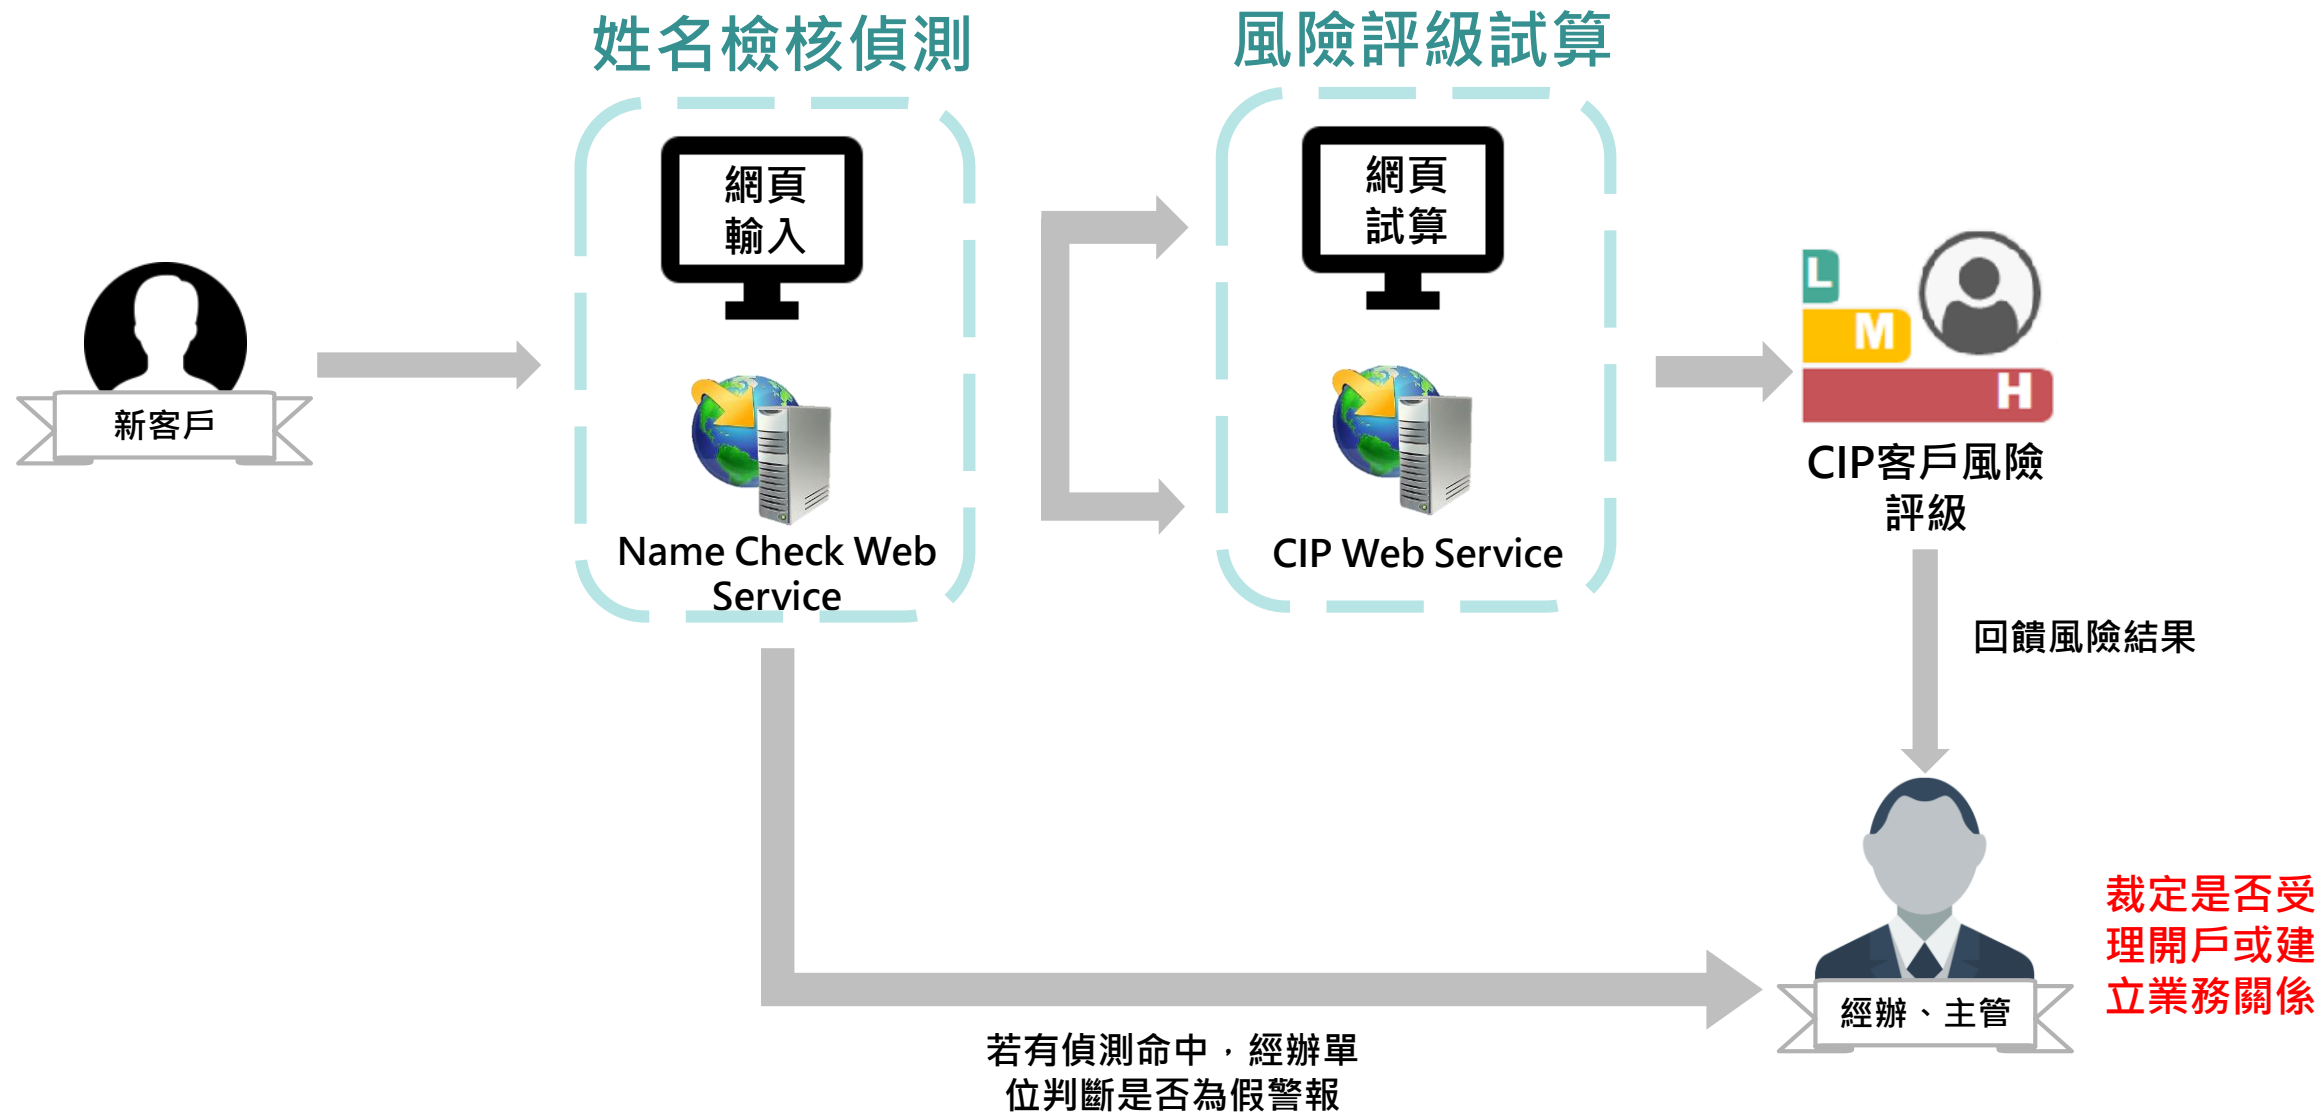 姓名檢核偵測
風險評級試算
網頁
輸入
網頁
試算
新客戶
Name Check Web
Service
CIP Web Service
L
M
H
CIP客戶風險
評級
回饋風險結果
經辦、主管
裁定是否受
理開戶或建
立業務關係
若有偵測命中，經辦單
位判斷是否為假警報